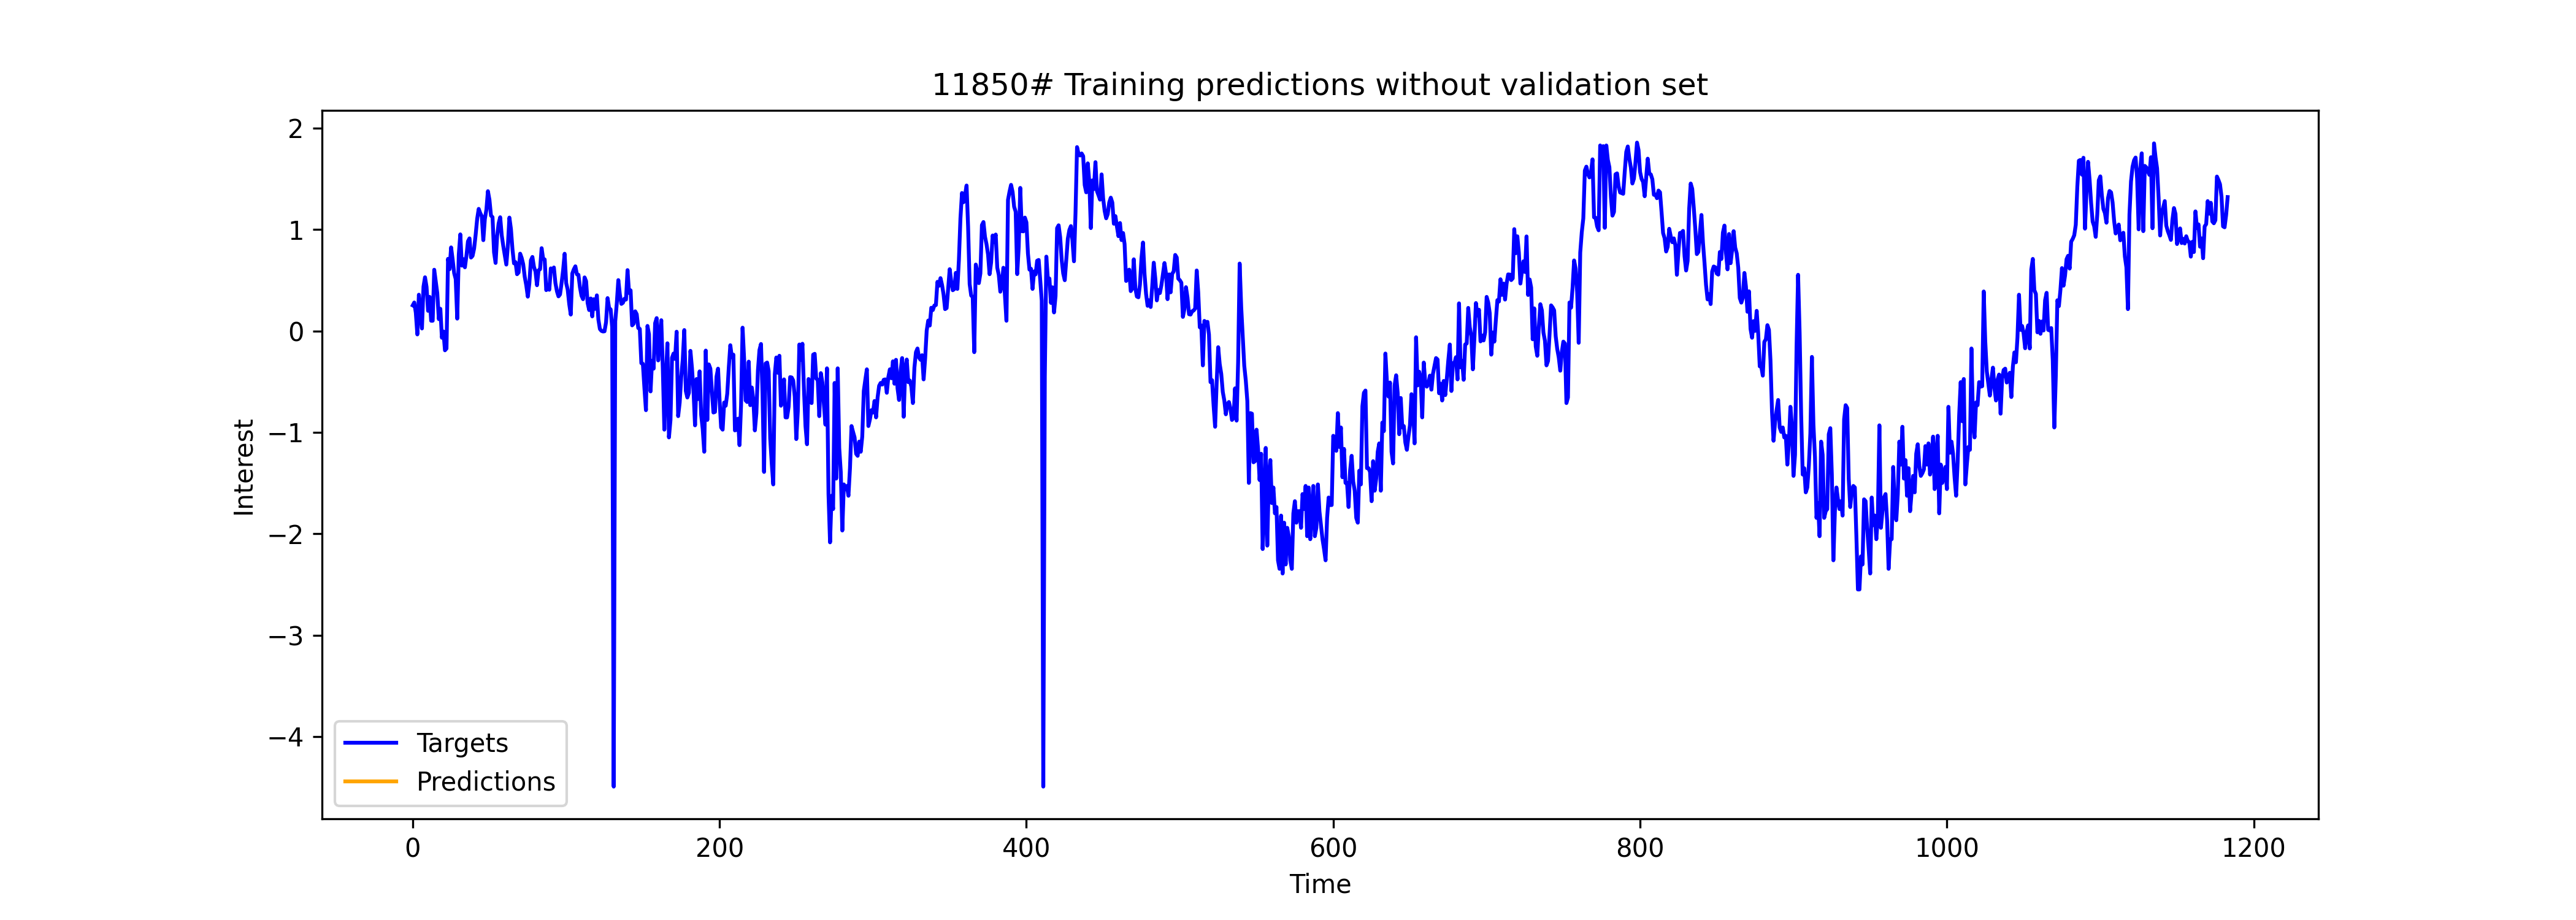 11850# Training predictions without validation set
2
1
0
−1
−2
−3
−4
Interest
Targets
Predictions
0 200 400 600 800 1000 1200
Time